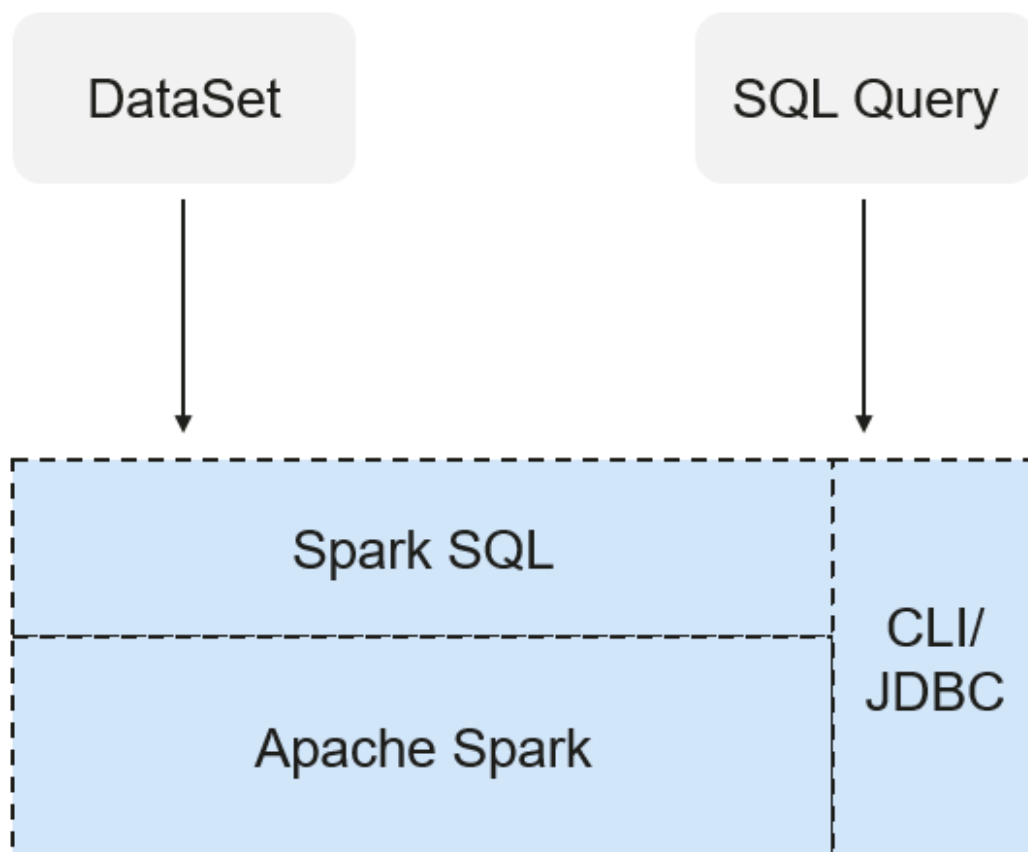 DataSet
SQL Query
Spark SQL
CLI/
JDBC
Apache Spark